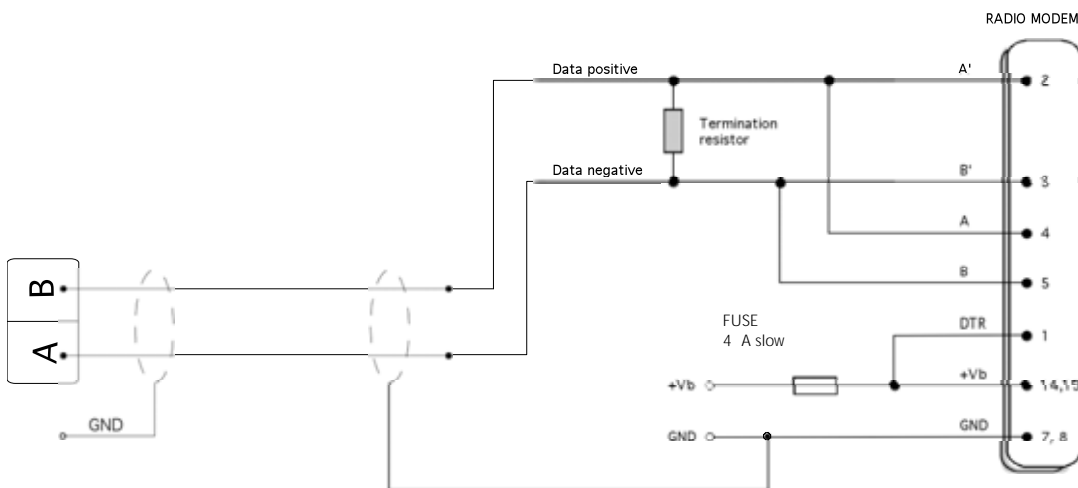 RADIO MODEM
Data positive
A'
2
Termination
resistor
Data negative
B'
3
A
4
B
B
5
A
FUSE
4 A slow
DTR
1
+Vb
+Vb
14,15
GND
GND
GND
7, 8